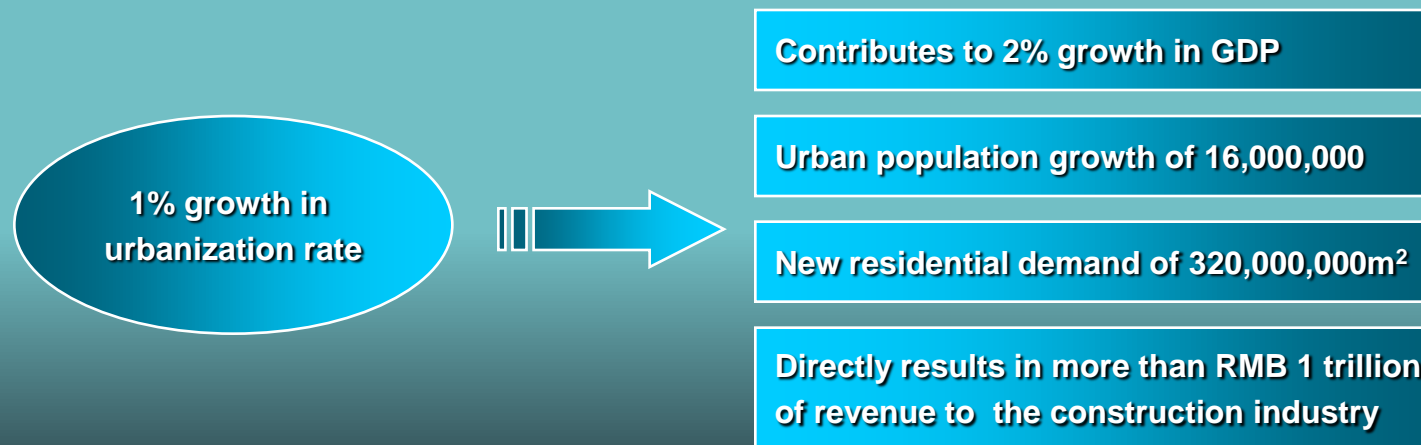 1% growth in
urbanization rate
Contributes to 2% growth in GDP
Urban population growth of 16,000,000
New residential demand of 320,000,000m²
Directly results in more than RMB 1 trillion
of revenue to  the construction industry